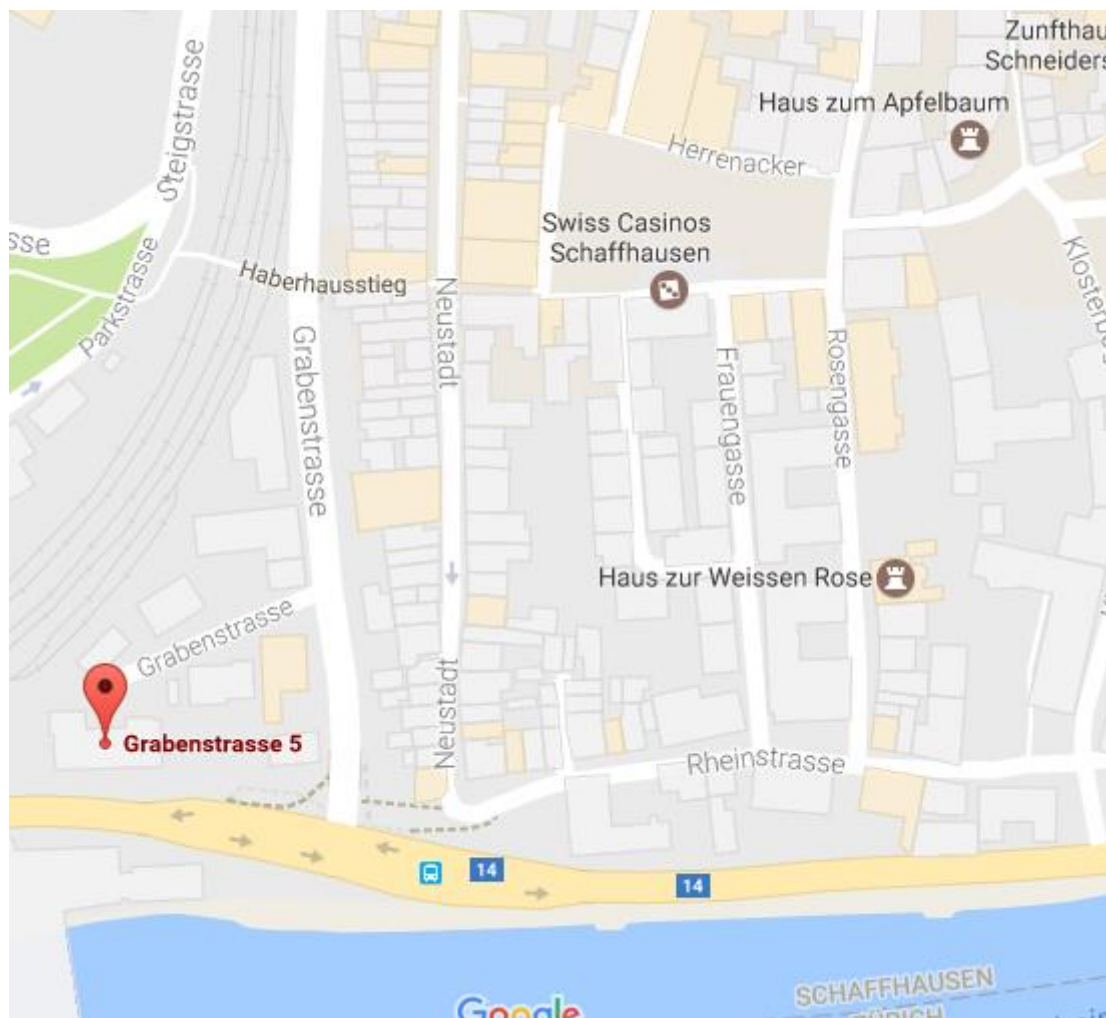 Zunfthau
Schneiders
Haus zum Apfelbaum
Steigstrasse
Herrenacker
Swiss Casinos
Schaffhausen
sse
Parkstrasse
Haberhausstieg
Neustadt
Grabenstrasse
Frauengasse
Rosengasse
Haus zur Weissen Rose
Grabenstrasse
Neustadt
Grabenstrasse 5
Rheinstrasse
14
14
Google
SCHAFFHAUSEN
ZÜRICH